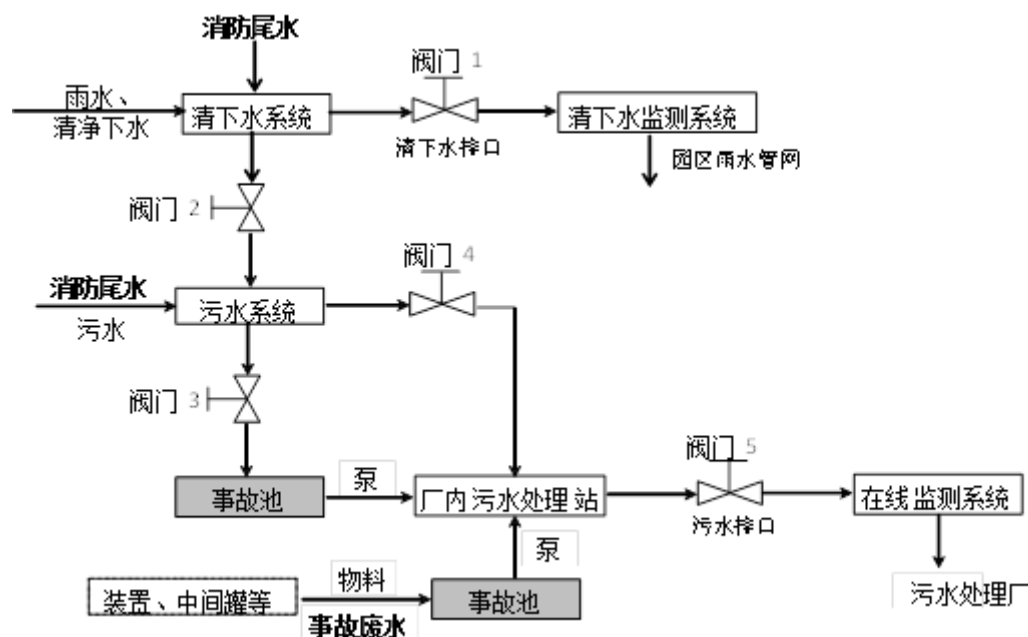 消防尾水
阀门 1
雨水、
清净下水
清下水系统
清下水监测系统
清下水排口
园区雨水管网
阀门 2
阀门 4
消防尾水
污水
污水系统
阀门 3
阀门 5
事故池
泵
厂内污水处理站
在线监测系统
污水排口
泵
物料
装置、中间罐等
事故池
污水处理厂
事故废水